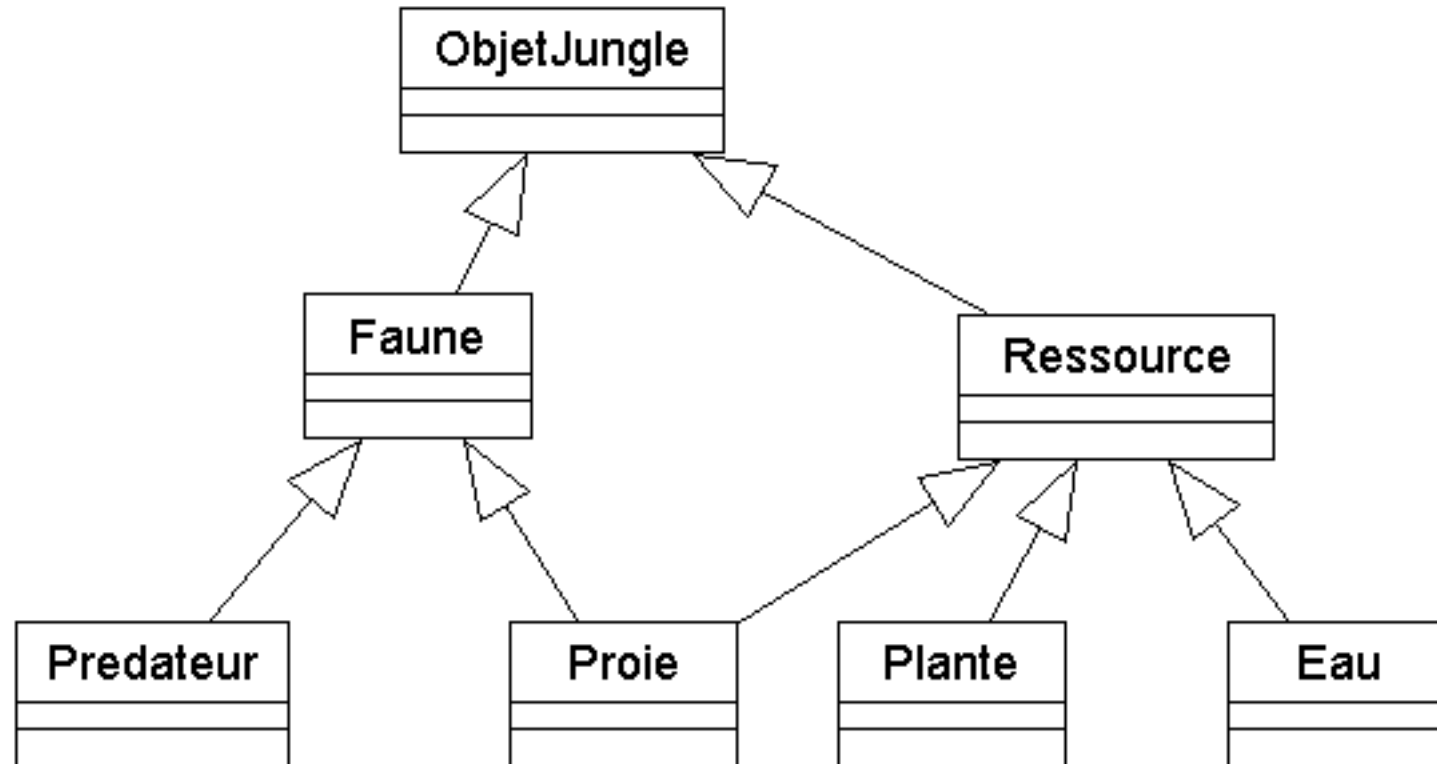 ObjetJungle
Faune
Ressource
Predateur
Proie
Plante
Eau